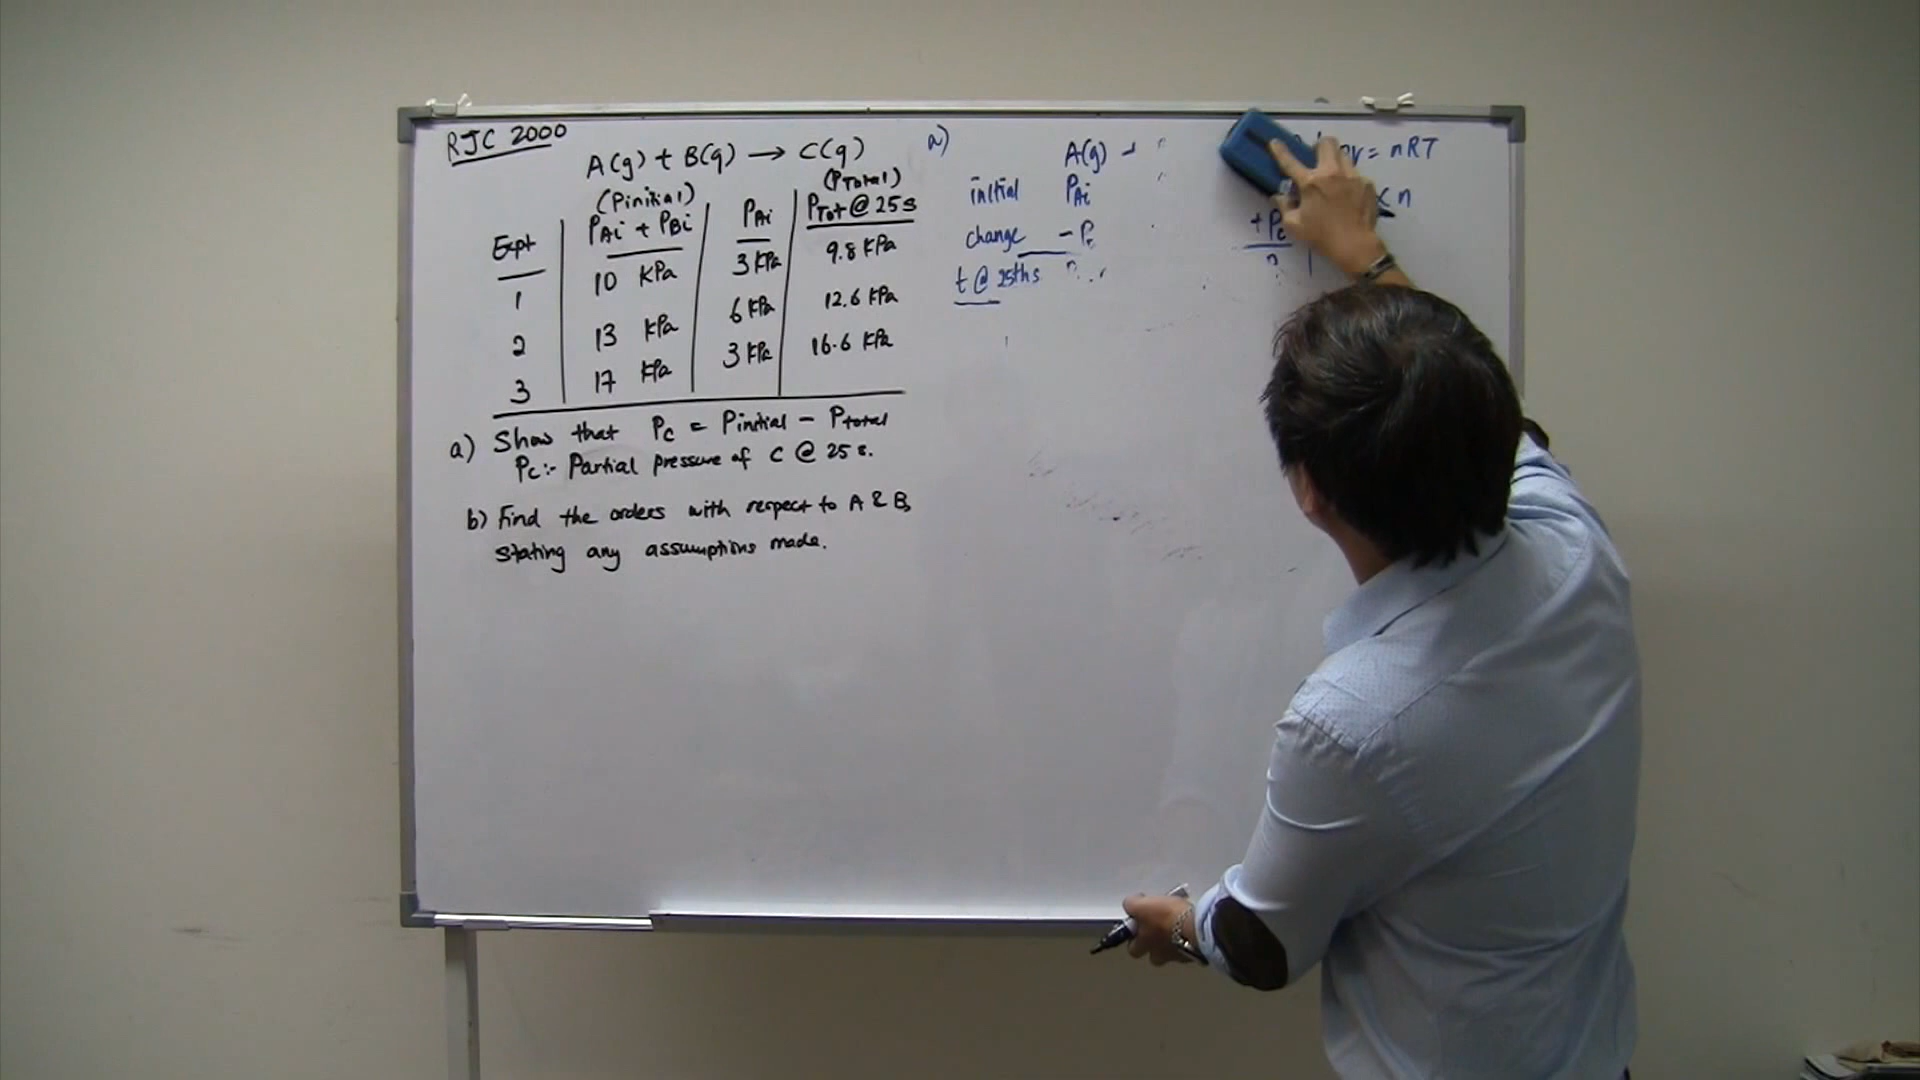 RJC 2000
A(g) + B(g) → C(g)
(Pinitial) (PTotal)
Expt PAi + PBi PAi PTot @ 25s
1 10 kPa 3 kPa 9.8 kPa
2 13 kPa 6 kPa 12.6 kPa
3 17 kPa 3 kPa 16.6 kPa
a) Show that Pc = Pinitial - Ptotal
Pc :- Partial pressure of C @ 25 s.
b) Find the orders with respect to A & B,
stating any assumptions made.
a) A(g) = nRT
initial PAi n
change - P + Pc
t @ 25ths